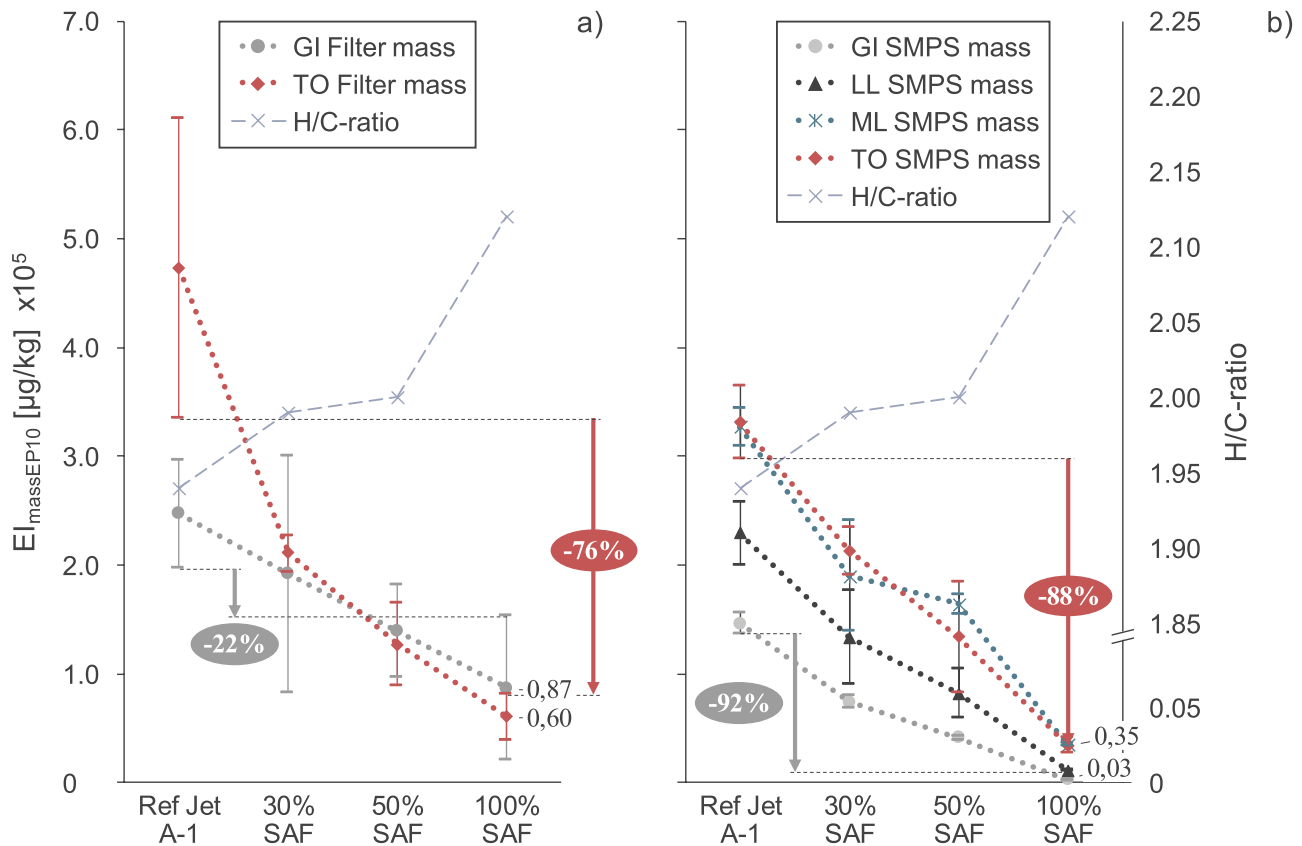 a)
b)
7.0
6.0
5.0
4.0
3.0
2.0
1.0
0
EI_massEP10 [µg/kg] x10⁵
GI Filter mass
TO Filter mass
H/C-ratio
-76%
-22%
0,87
0,60
Ref Jet A-1
30% SAF
50% SAF
100% SAF
GI SMPS mass
LL SMPS mass
ML SMPS mass
TO SMPS mass
H/C-ratio
-88%
-92%
0,35
0,03
Ref Jet A-1
30% SAF
50% SAF
100% SAF
2.25
2.20
2.15
2.10
2.05
2.00
1.95
1.90
1.85
0.05
0
H/C-ratio